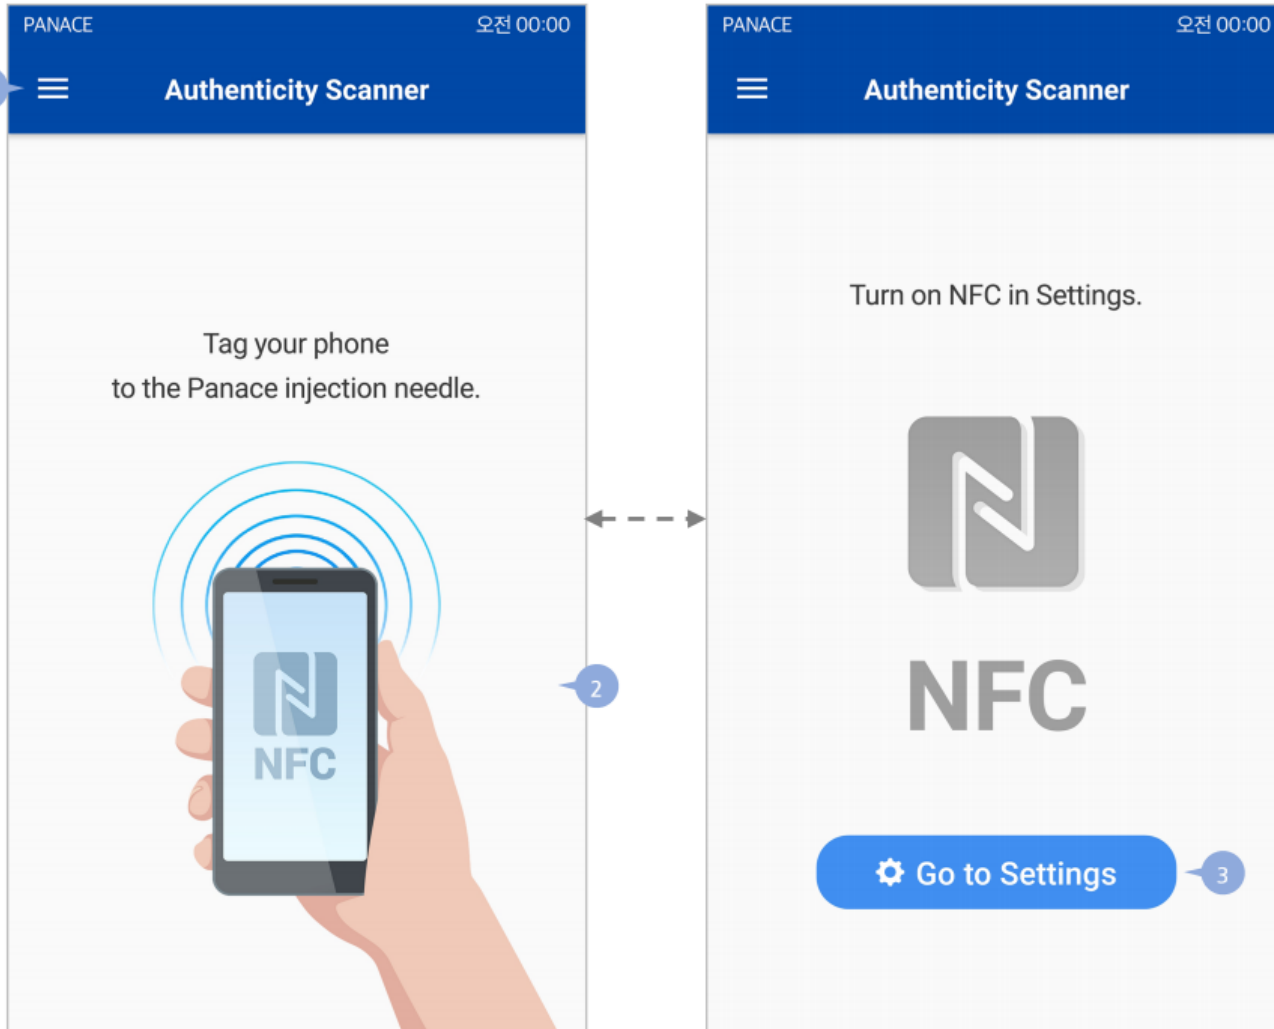 PANACE 오전 00:00
Authenticity Scanner
Tag your phone
to the Panace injection needle.
NFC
2
PANACE 오전 00:00
Authenticity Scanner
Turn on NFC in Settings.
NFC
Go to Settings
3